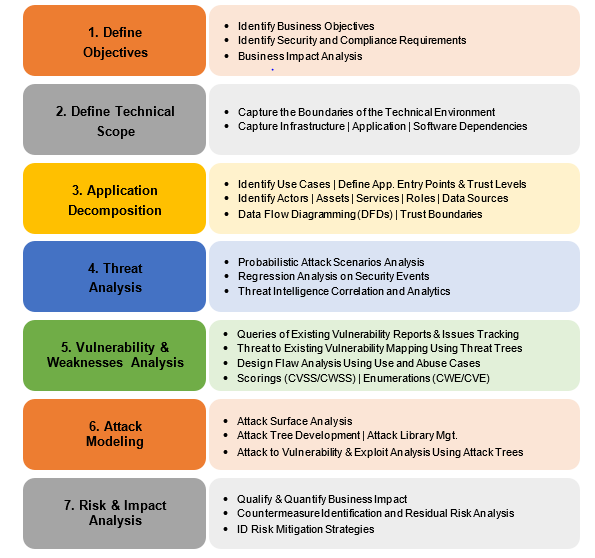 1. Define
Objectives
• Identify Business Objectives
• Identify Security and Compliance Requirements
• Business Impact Analysis
2. Define Technical
Scope
• Capture the Boundaries of the Technical Environment
• Capture Infrastructure | Application | Software Dependencies
3. Application
Decomposition
• Identify Use Cases | Define App. Entry Points & Trust Levels
• Identify Actors | Assets | Services | Roles | Data Sources
• Data Flow Diagramming (DFDs) | Trust Boundaries
4. Threat
Analysis
• Probabilistic Attack Scenarios Analysis
• Regression Analysis on Security Events
• Threat Intelligence Correlation and Analytics
5. Vulnerability &
Weaknesses Analysis
• Queries of Existing Vulnerability Reports & Issues Tracking
• Threat to Existing Vulnerability Mapping Using Threat Trees
• Design Flaw Analysis Using Use and Abuse Cases
• Scorings (CVSS/CWSS) | Enumerations (CWE/CVE)
6. Attack
Modeling
• Attack Surface Analysis
• Attack Tree Development | Attack Library Mgt.
• Attack to Vulnerability & Exploit Analysis Using Attack Trees
7. Risk & Impact
Analysis
• Qualify & Quantify Business Impact
• Countermeasure Identification and Residual Risk Analysis
• ID Risk Mitigation Strategies